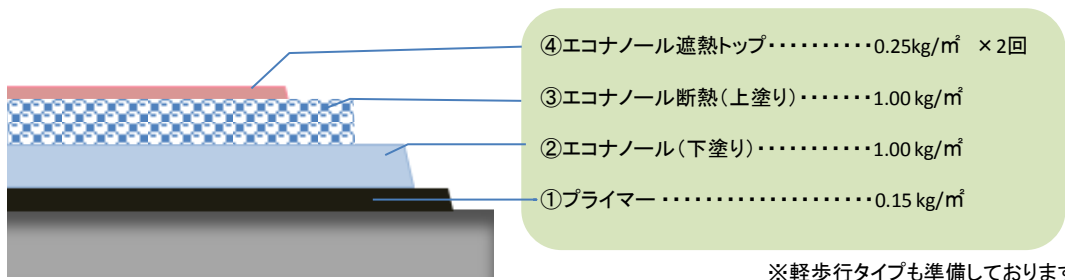 ④エコナノール遮熱トップ・・・・・・・・・・0.25kg/㎡ ×2回
③エコナノール断熱(上塗り)・・・・・・・1.00 kg/㎡
②エコナノール(下塗り)・・・・・・・・・・・1.00 kg/㎡
①プライマー ・・・・・・・・・・・・・・・・・・・・0.15 kg/㎡
※軽歩行タイプも準備しております